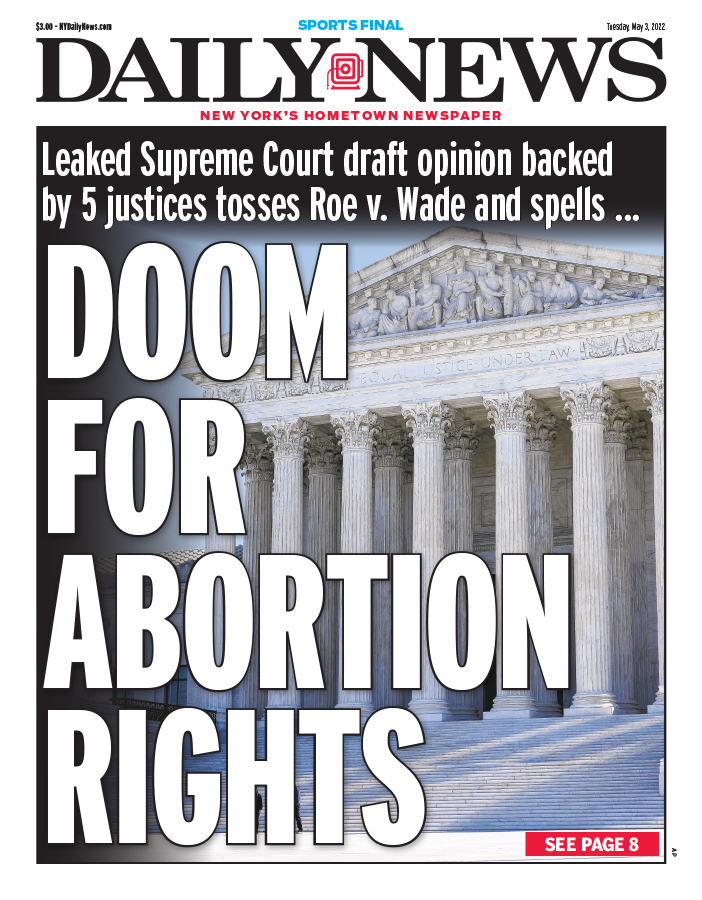 $3.00 - NYDailyNews.com
SPORTS FINAL
Tuesday, May 3, 2022
DAILY NEWS
NEW YORK'S HOMETOWN NEWSPAPER
Leaked Supreme Court draft opinion backed
by 5 justices tosses Roe v. Wade and spells ...
DOOM
FOR
ABORTION
RIGHTS
EQUAL JUSTICE UNDER LAW
SEE PAGE 8
AP